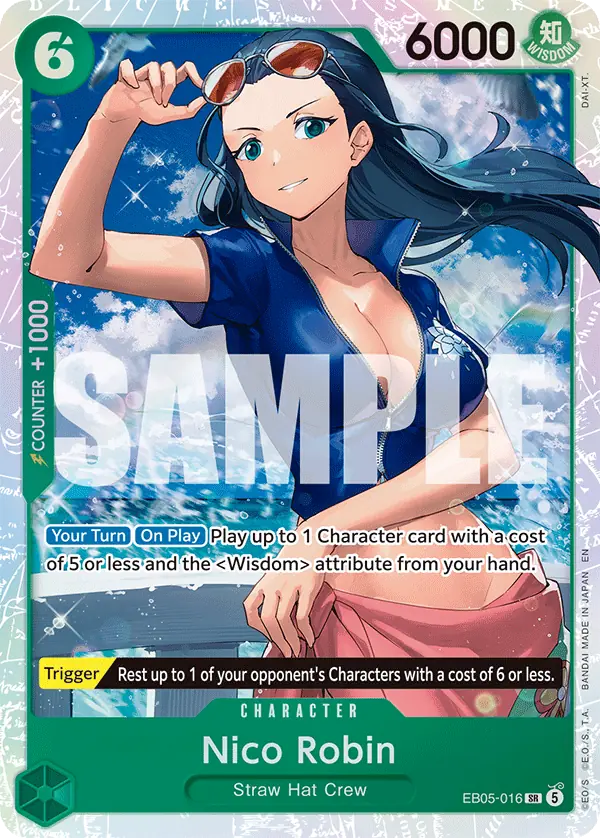 6
6000
知
WISDOM
DAI-XT
COUNTER +1000
SAMPLE
Your Turn On Play Play up to 1 Character card with a cost
of 5 or less and the <Wisdom> attribute from your hand.
Trigger Rest up to 1 of your opponent's Characters with a cost of 6 or less.
CHARACTER
Nico Robin
Straw Hat Crew
EB05-016 SR 5
©EO/S ©E.O./S., T.A. BANDAI MADE IN JAPAN EN